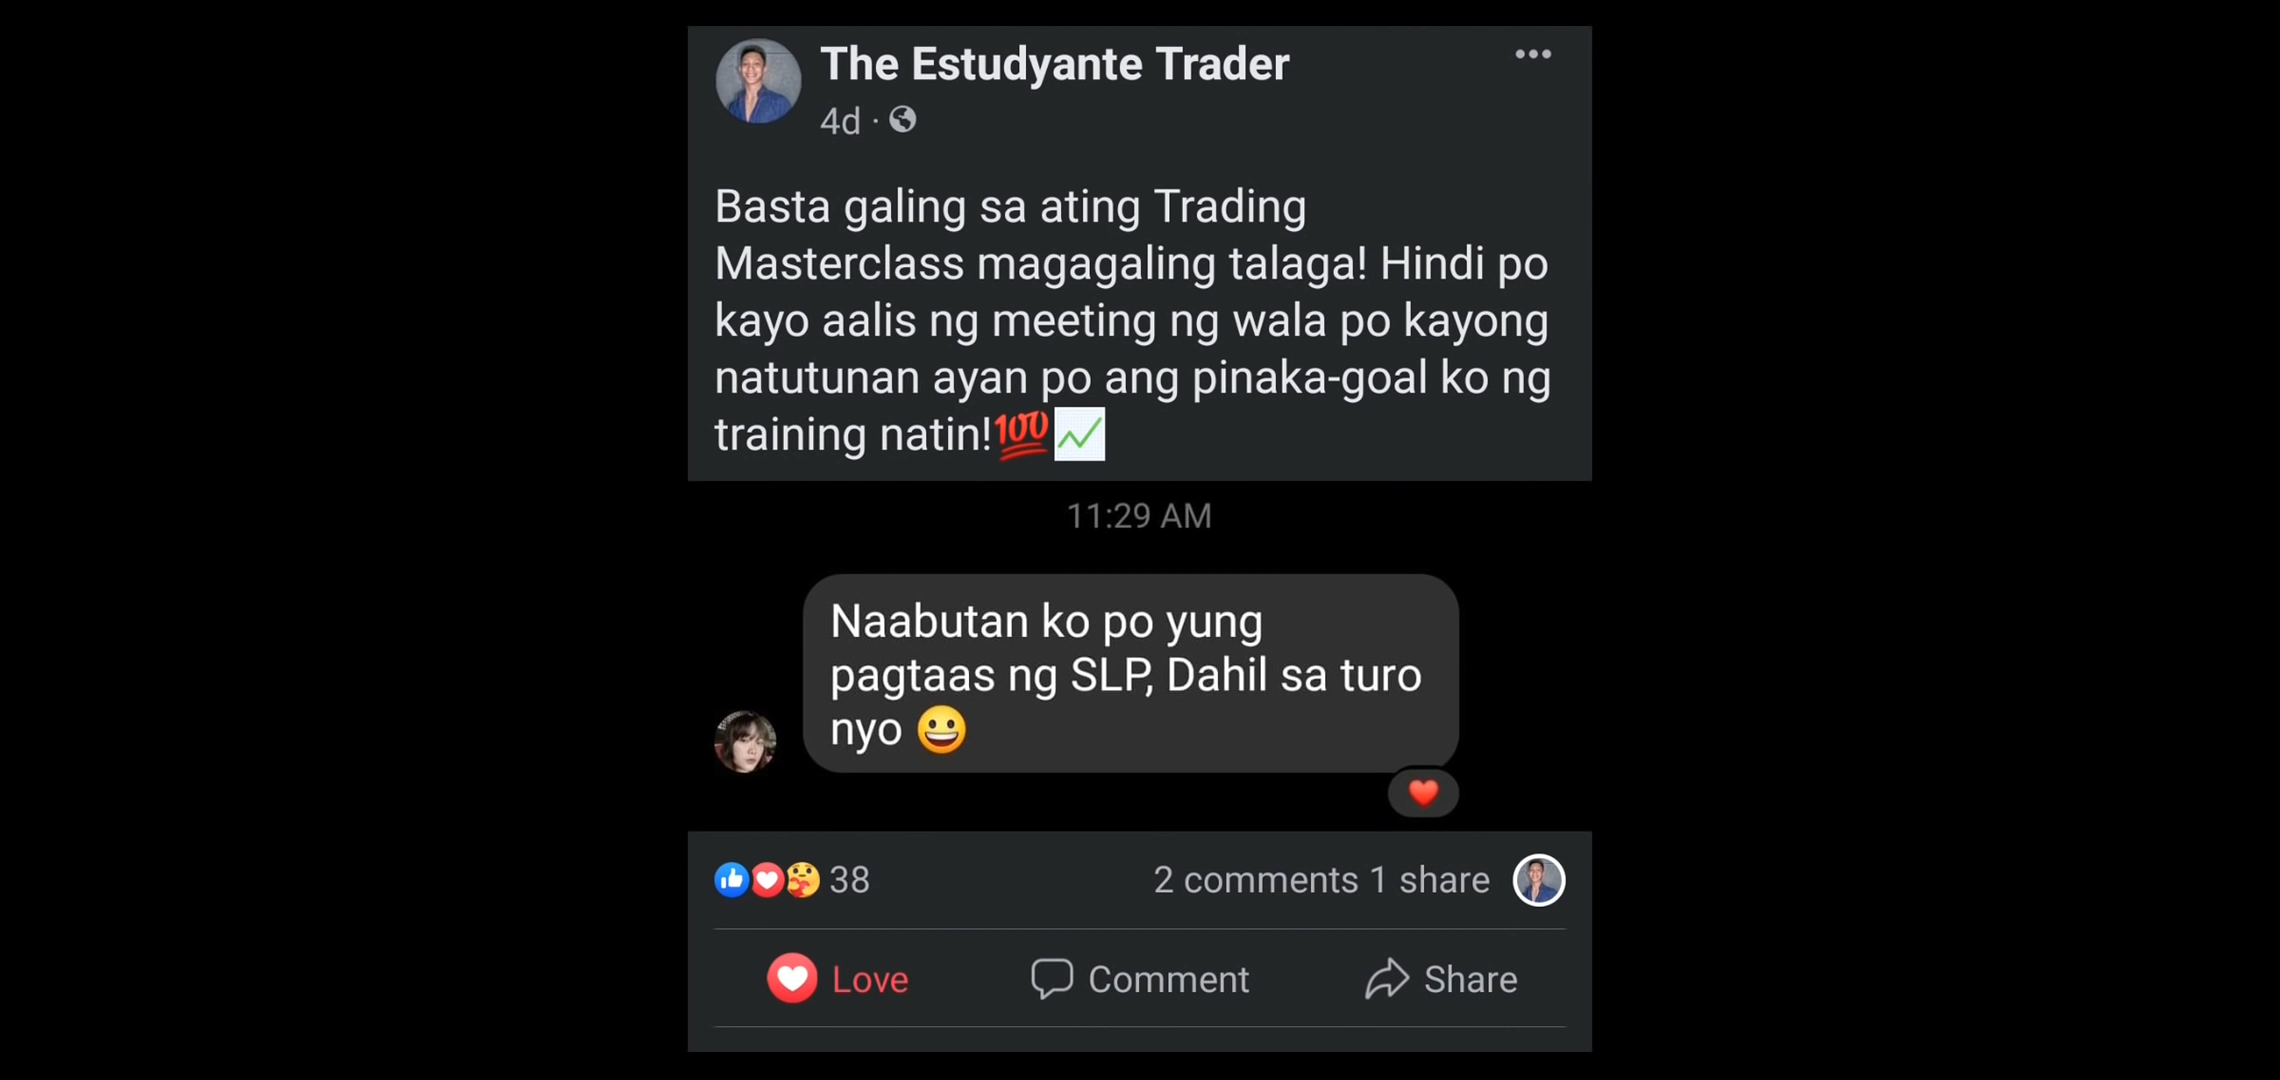 The Estudyante Trader
4d ·
Basta galing sa ating Trading
Masterclass magagaling talaga! Hindi po
kayo aalis ng meeting ng wala po kayong
natutunan ayan po ang pinaka-goal ko ng
training natin!💯📈
11:29 AM
Naabutan ko po yung
pagtaas ng SLP, Dahil sa turo
nyo 😀
38 2 comments 1 share
Love Comment Share